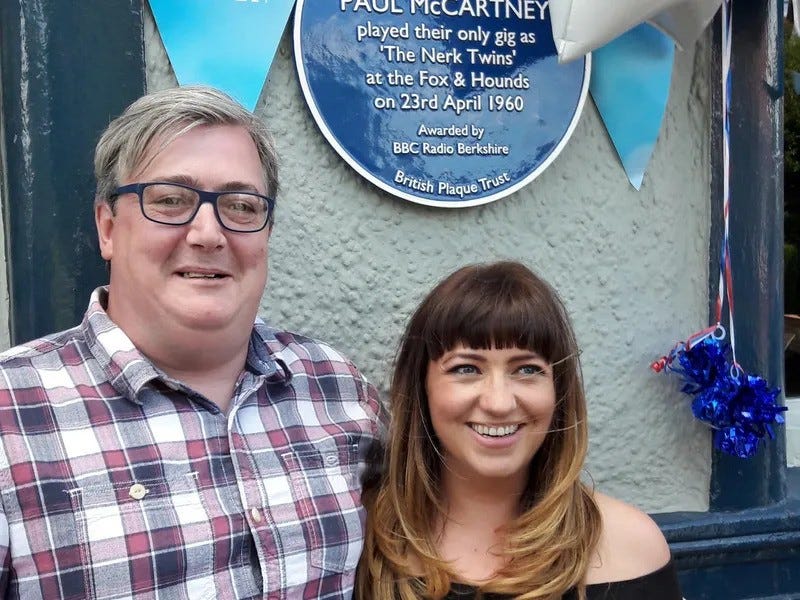 PAUL McCARTNEY
played their only gig as
'The Nerk Twins'
at the Fox & Hounds
on 23rd April 1960
Awarded by
BBC Radio Berkshire
British Plaque Trust